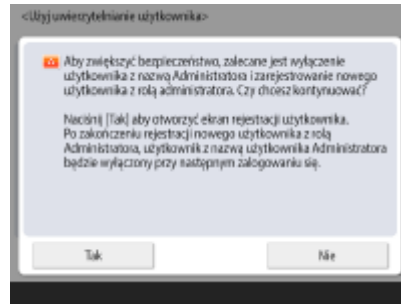 <Użyj uwierzytelnianie użytkownika>
Aby zwiększyć bezpieczeństwo, zalecane jest wyłączenie
użytkownika z nazwą Administratora i zarejestrowanie nowego
użytkownika z rolą administratora. Czy chcesz kontynuować?
Naciśnij [Tak] aby otworzyć ekran rejestracji użytkownika.
Po zakończeniu rejestracji nowego użytkownika z rolą
Administratora, użytkownik z nazwą użytkownika Administratora
będzie wyłączony przy następnym zalogowaniu się.
Tak
Nie